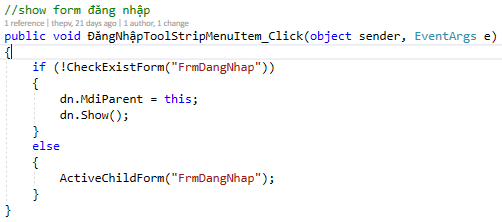 //show form đăng nhập
1 reference | thepv, 21 days ago | 1 author, 1 change
public void ĐăngNhậpToolStripMenuItem_Click(object sender, EventArgs e)
{
    if (!CheckExistForm("FrmDangNhap"))
    {
        dn.MdiParent = this;
        dn.Show();
    }
    else
    {
        ActiveChildForm("FrmDangNhap");
    }
}